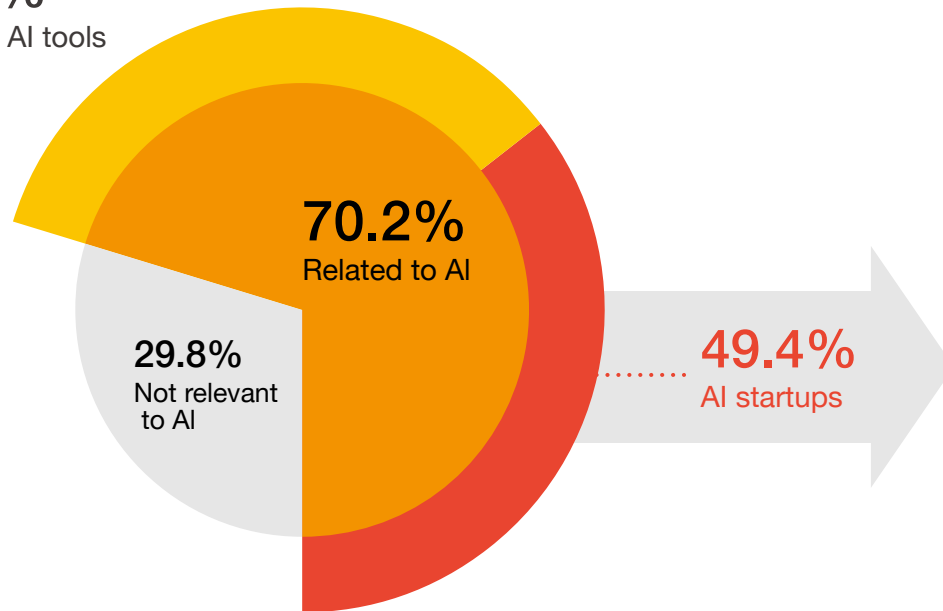 %
AI tools
70.2%
Related to AI
29.8%
Not relevant
to AI
49.4%
AI startups